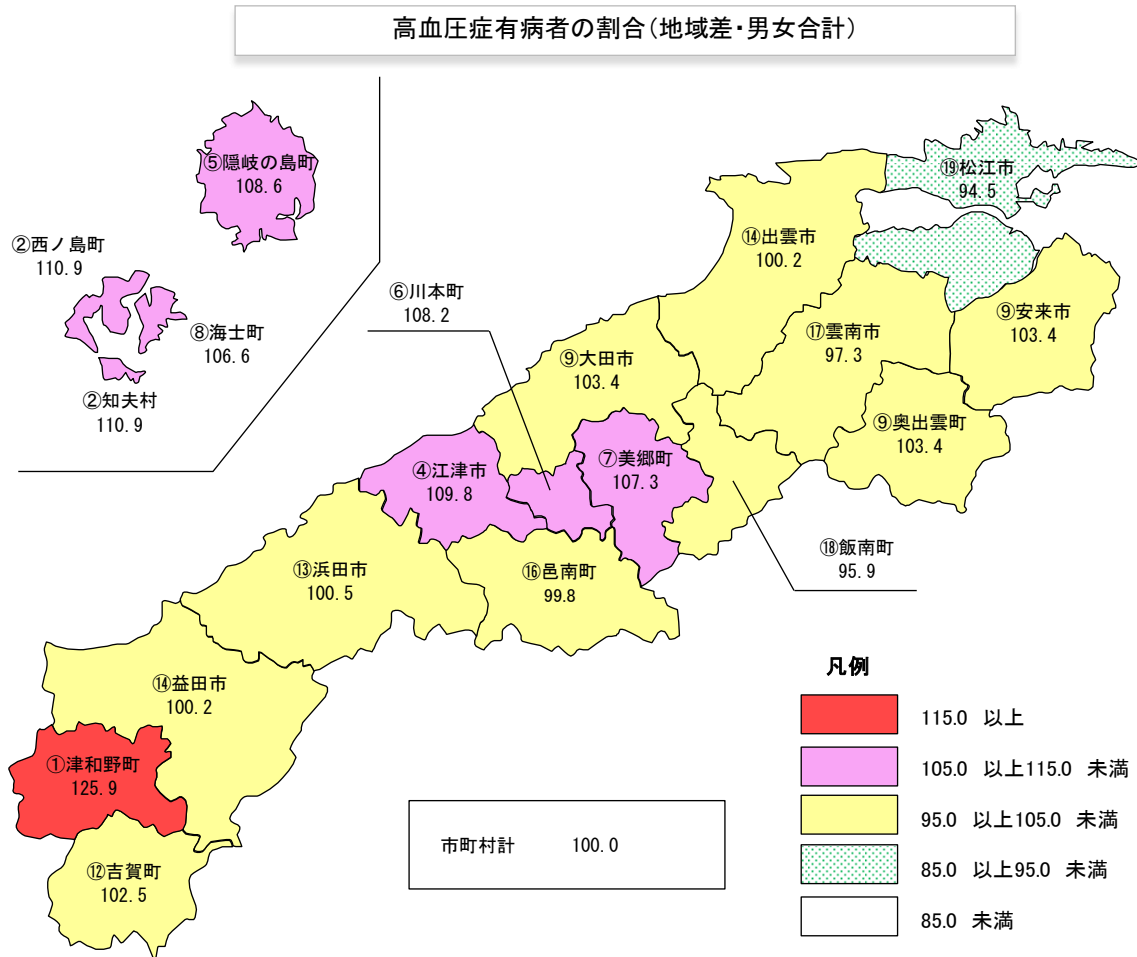 高血圧症有病者の割合(地域差・男女合計)
⑤隠岐の島町
108.6
②西ノ島町
110.9
⑧海士町
106.6
②知夫村
110.9
⑲松江市
94.5
⑭出雲市
100.2
⑥川本町
108.2
⑰雲南市
97.3
⑨安来市
103.4
⑨大田市
103.4
⑨奥出雲町
103.4
④江津市
109.8
⑦美郷町
107.3
⑱飯南町
95.9
⑬浜田市
100.5
⑯邑南町
99.8
⑭益田市
100.2
①津和野町
125.9
⑫吉賀町
102.5
市町村計 100.0
凡例
115.0 以上
105.0 以上115.0 未満
95.0 以上105.0 未満
85.0 以上95.0 未満
85.0 未満